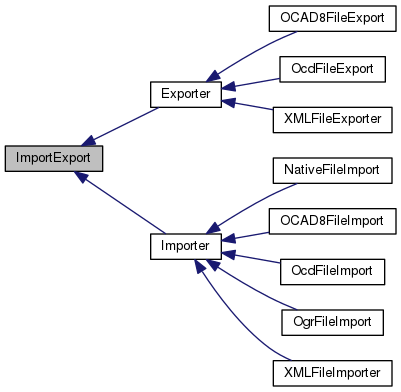 OCAD8FileExport
OcdFileExport
Exporter
XMLFileExporter
ImportExport
NativeFileImport
OCAD8FileImport
Importer
OcdFileImport
OgrFileImport
XMLFileImporter